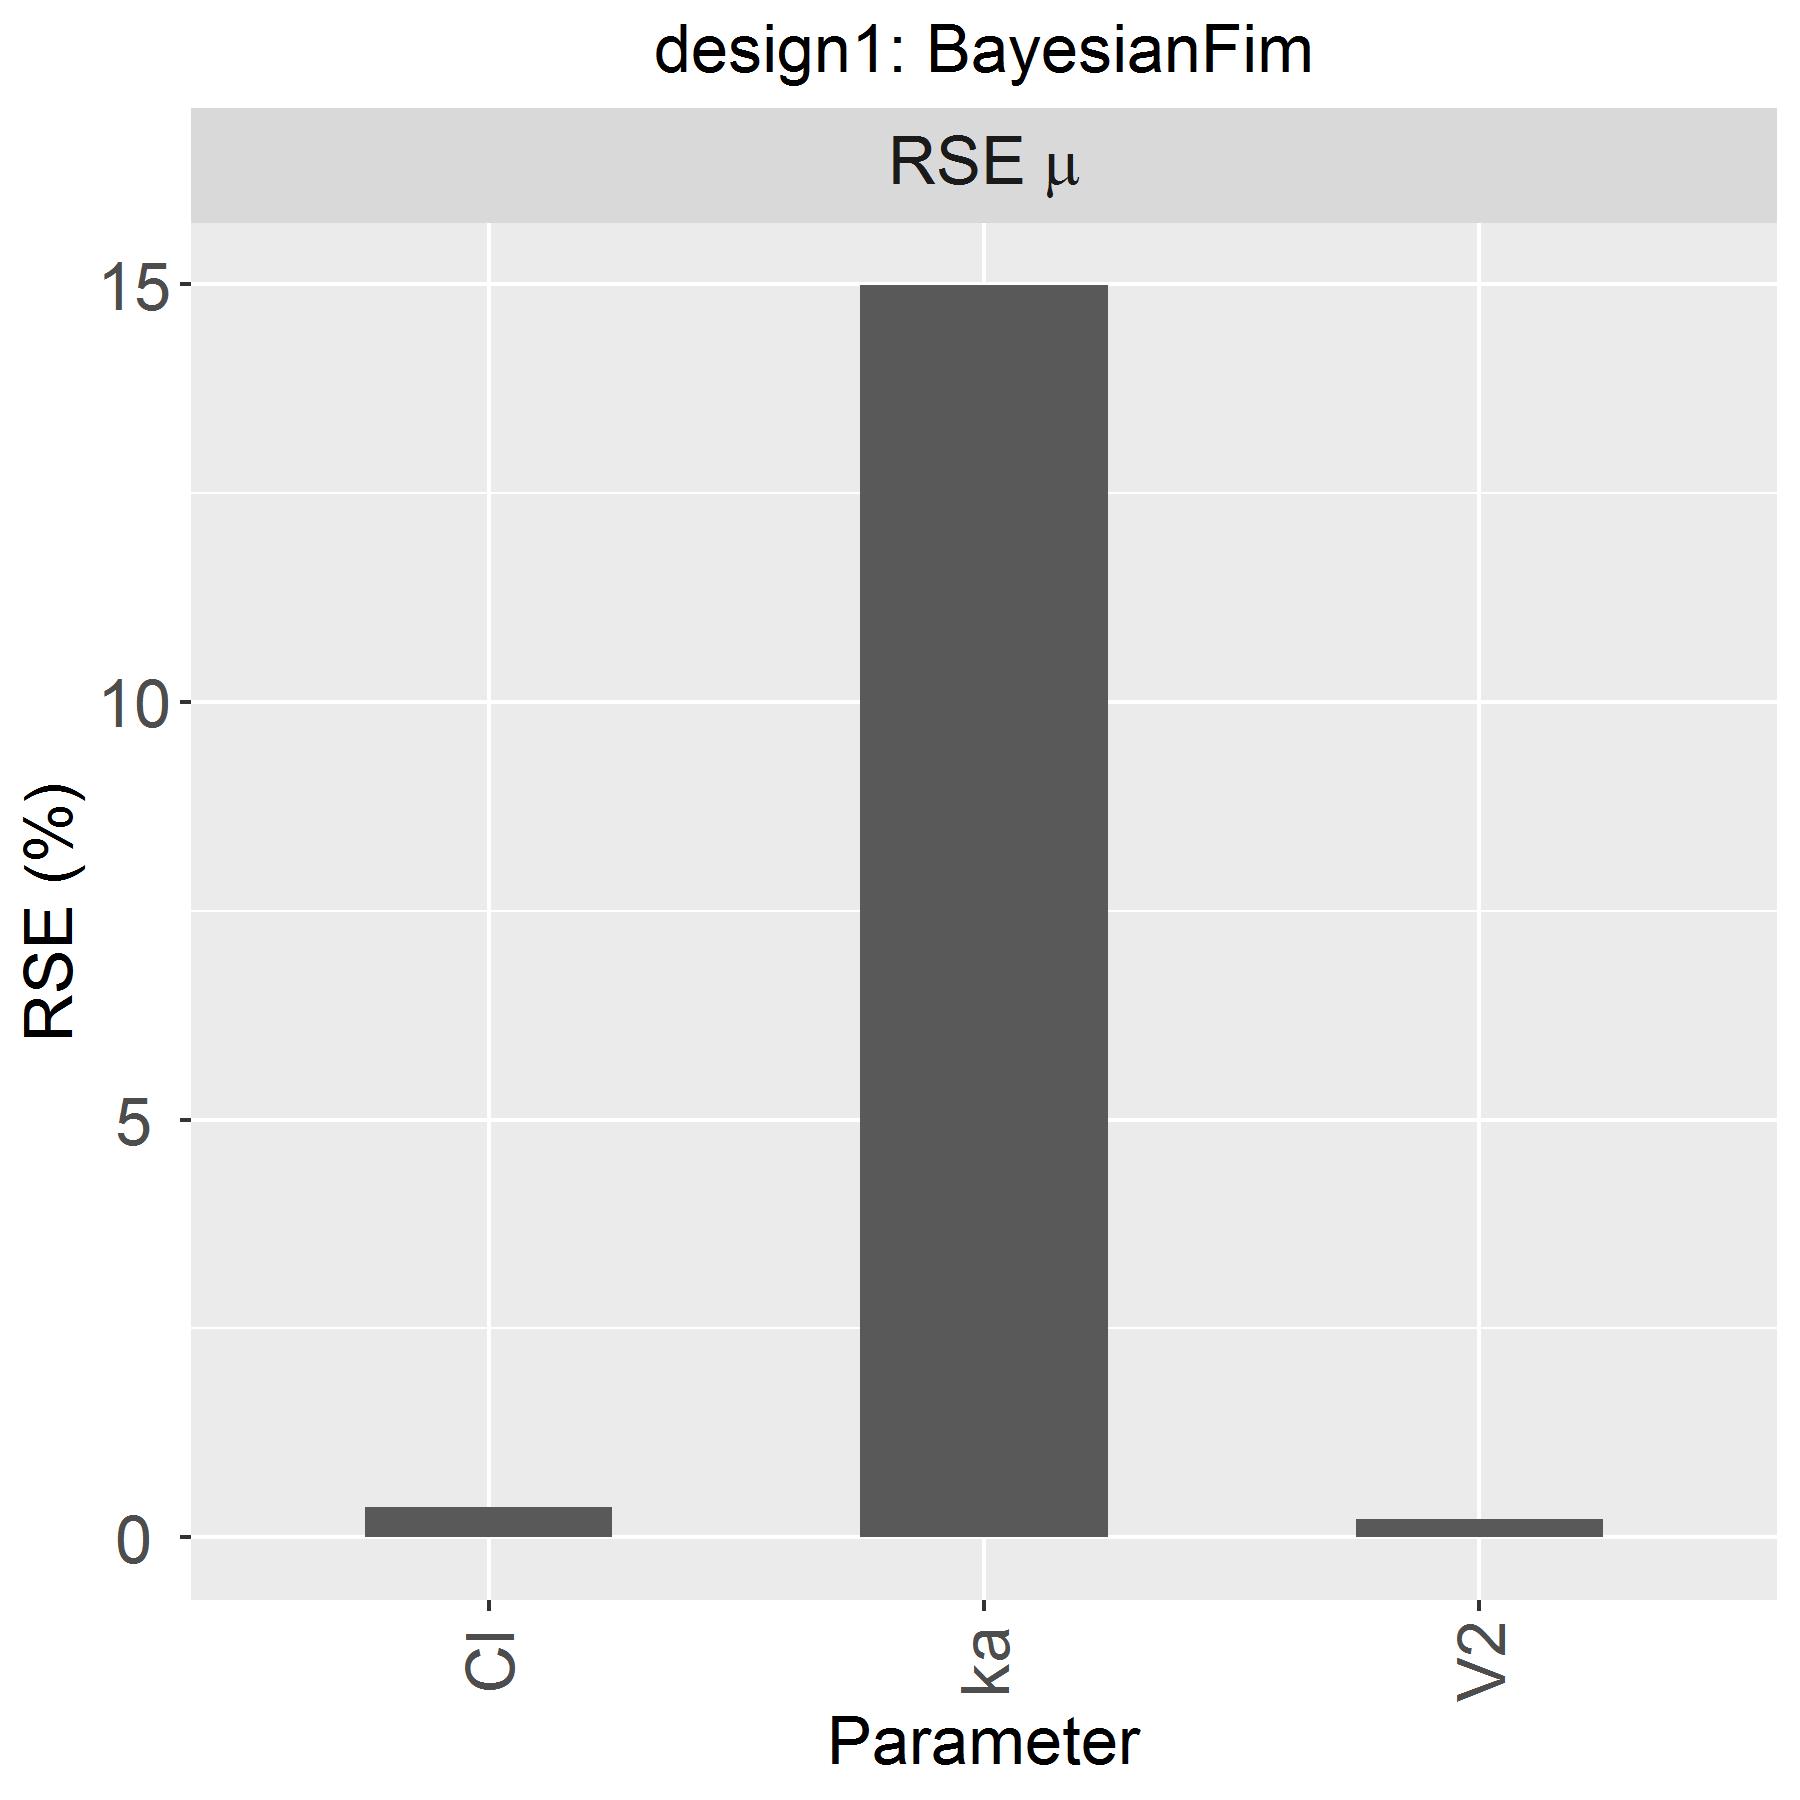 design1: BayesianFim
RSE μ
15
10
5
0
RSE (%)
Cl
ka
V2
Parameter